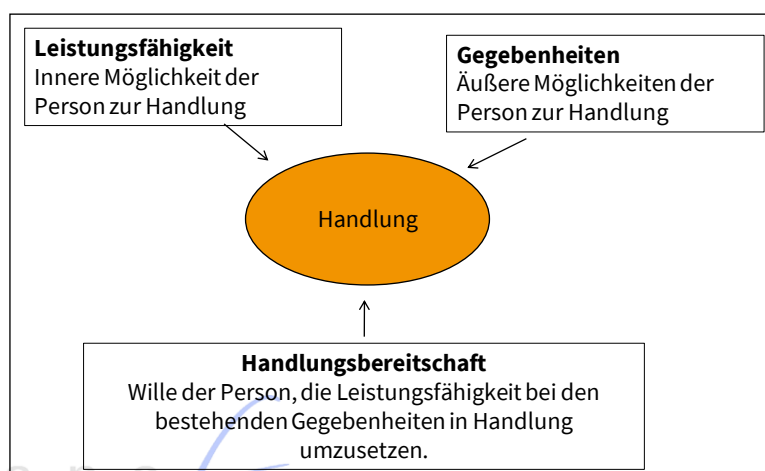 Leistungsfähigkeit
Innere Möglichkeit der
Person zur Handlung
Gegebenheiten
Äußere Möglichkeiten der
Person zur Handlung
Handlung
Handlungsbereitschaft
Wille der Person, die Leistungsfähigkeit bei den
bestehenden Gegebenheiten in Handlung
umzusetzen.